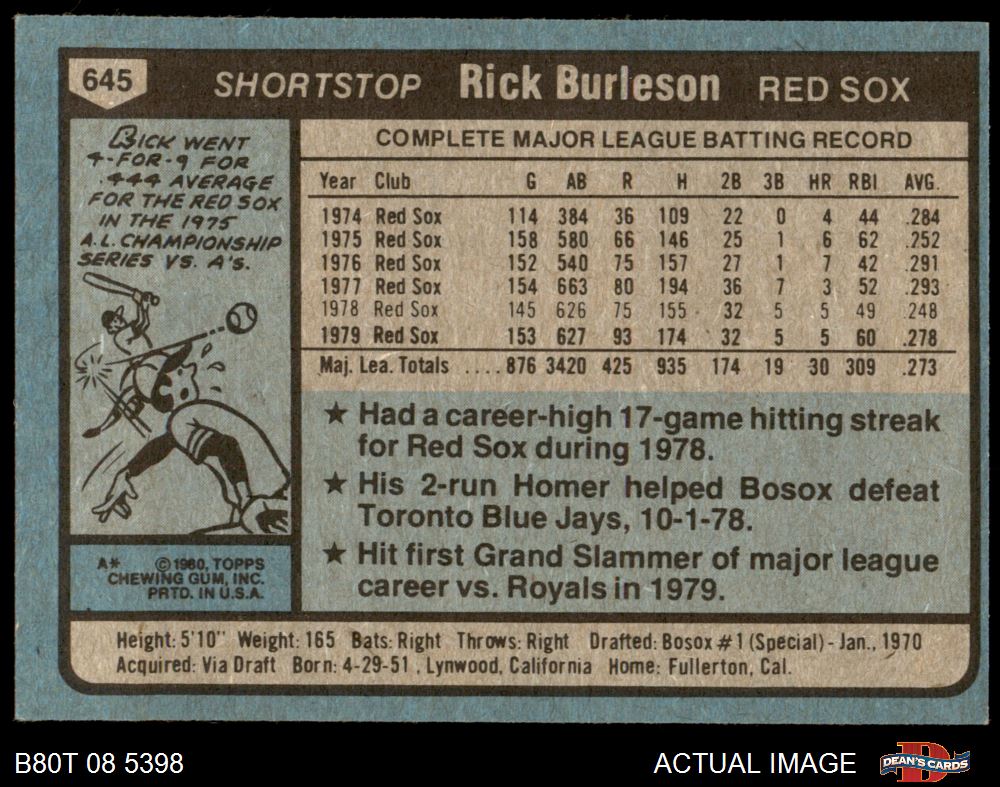 645
SHORTSTOP Rick Burleson RED SOX
RICK WENT
4-FOR-9 FOR
.444 AVERAGE
FOR THE RED SOX
IN THE 1975
A.L. CHAMPIONSHIP
SERIES VS. A'S.
COMPLETE MAJOR LEAGUE BATTING RECORD
Year Club G AB R H 2B 3B HR RBI AVG.
1974 Red Sox 114 384 36 109 22 0 4 44 .284
1975 Red Sox 158 580 66 146 25 1 6 62 .252
1976 Red Sox 152 540 75 157 27 1 7 42 .291
1977 Red Sox 154 663 80 194 36 7 3 52 .293
1978 Red Sox 145 626 75 155 32 5 5 49 .248
1979 Red Sox 153 627 93 174 32 5 5 60 .278
Maj. Lea. Totals ....876 3420 425 935 174 19 30 309 .273
★ Had a career-high 17-game hitting streak
for Red Sox during 1978.
★ His 2-run Homer helped Bosox defeat
Toronto Blue Jays, 10-1-78.
★ Hit first Grand Slammer of major league
career vs. Royals in 1979.
A* © 1980, TOPPS
CHEWING GUM, INC.
PRTD. IN U.S.A.
Height: 5'10" Weight: 165 Bats: Right Throws: Right Drafted: Bosox #1 (Special) - Jan., 1970
Acquired: Via Draft Born: 4-29-51, Lynwood, California Home: Fullerton, Cal.
B80T 08 5398 ACTUAL IMAGE DEAN'S CARDS